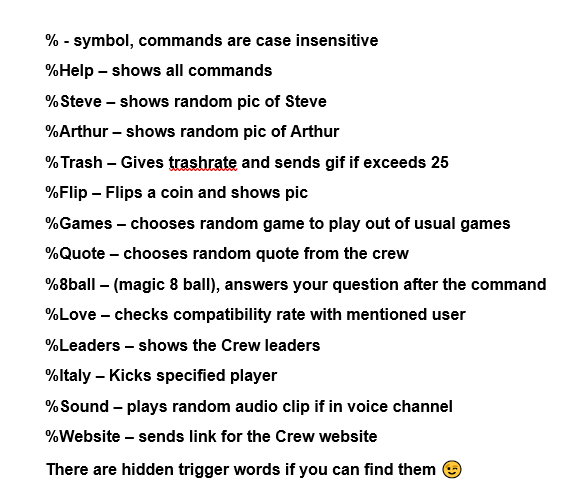 % - symbol, commands are case insensitive
%Help – shows all commands
%Steve – shows random pic of Steve
%Arthur – shows random pic of Arthur
%Trash – Gives trashrate and sends gif if exceeds 25
%Flip – Flips a coin and shows pic
%Games – chooses random game to play out of usual games
%Quote – chooses random quote from the crew
%8ball – (magic 8 ball), answers your question after the command
%Love – checks compatibility rate with mentioned user
%Leaders – shows the Crew leaders
%Italy – Kicks specified player
%Sound – plays random audio clip if in voice channel
%Website – sends link for the Crew website
There are hidden trigger words if you can find them 😉